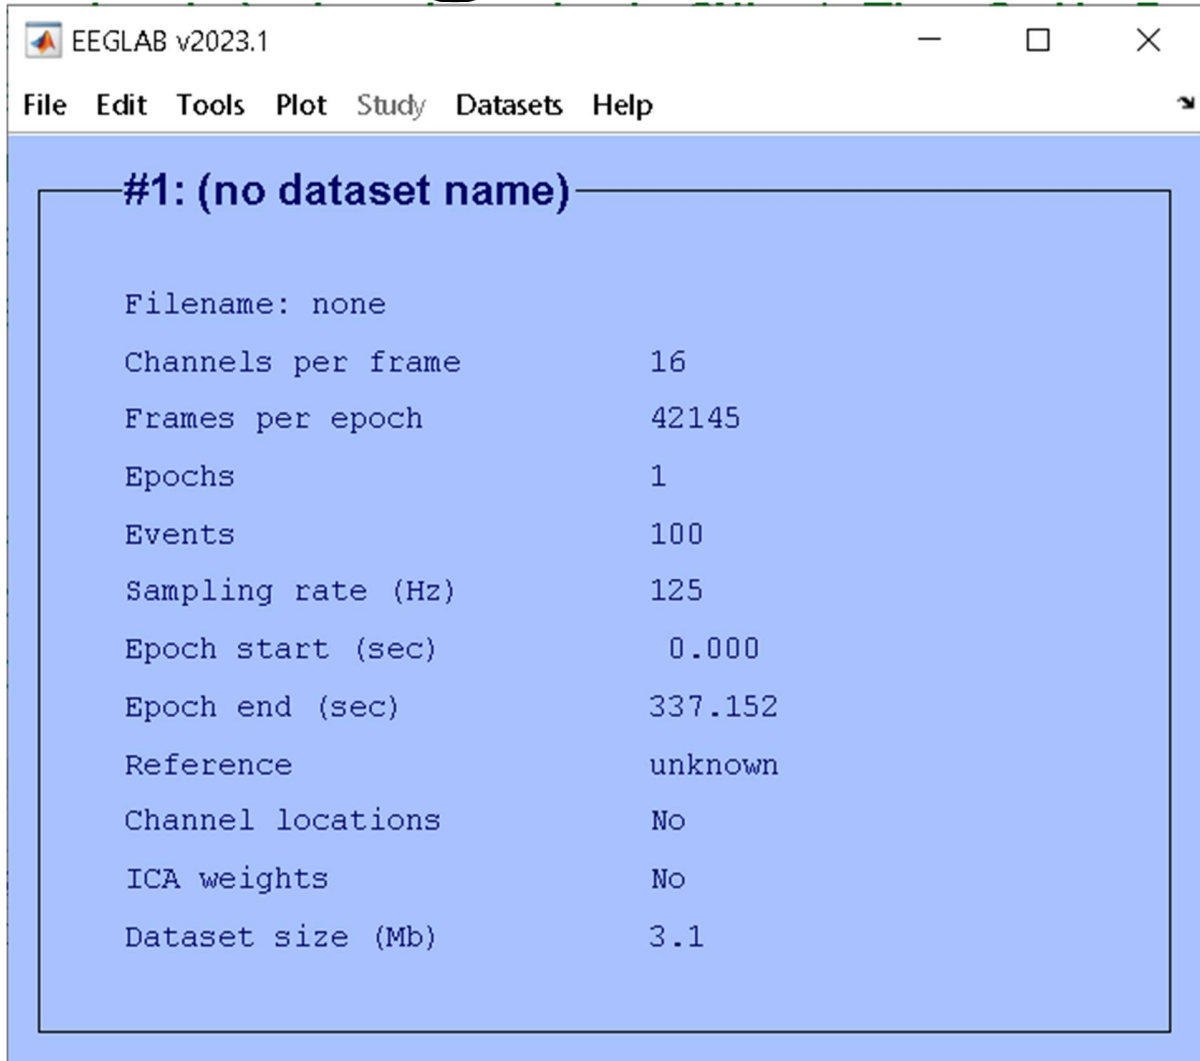 EEGLAB v2023.1
File Edit Tools Plot Study Datasets Help
#1: (no dataset name)
Filename: none
Channels per frame 16
Frames per epoch 42145
Epochs 1
Events 100
Sampling rate (Hz) 125
Epoch start (sec) 0.000
Epoch end (sec) 337.152
Reference unknown
Channel locations No
ICA weights No
Dataset size (Mb) 3.1